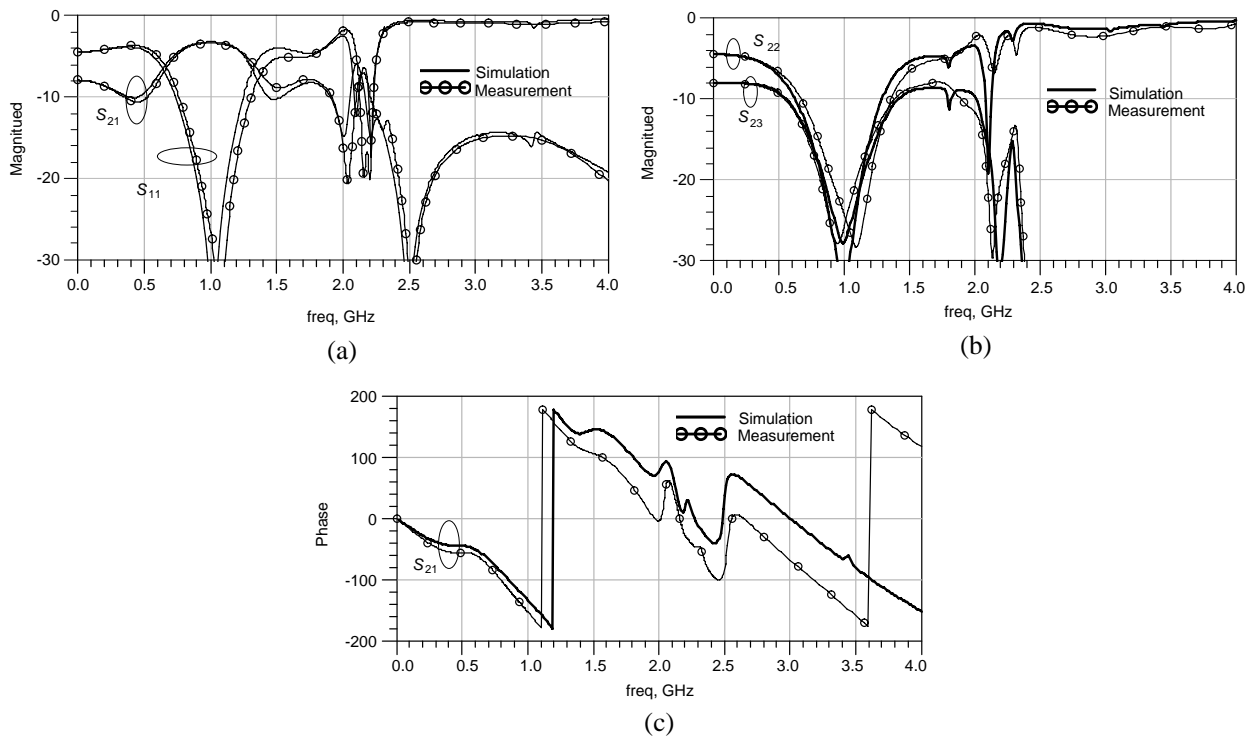 0
-10
-20
-30
Magnitued
S21
S11
Simulation
Measurement
0.0 0.5 1.0 1.5 2.0 2.5 3.0 3.5 4.0
freq, GHz
(a)
0
-10
-20
-30
Magnitued
S22
S23
Simulation
Measurement
0.0 0.5 1.0 1.5 2.0 2.5 3.0 3.5 4.0
freq, GHz
(b)
200
100
0
-100
-200
Phase
S21
Simulation
Measurement
0.0 0.5 1.0 1.5 2.0 2.5 3.0 3.5 4.0
freq, GHz
(c)